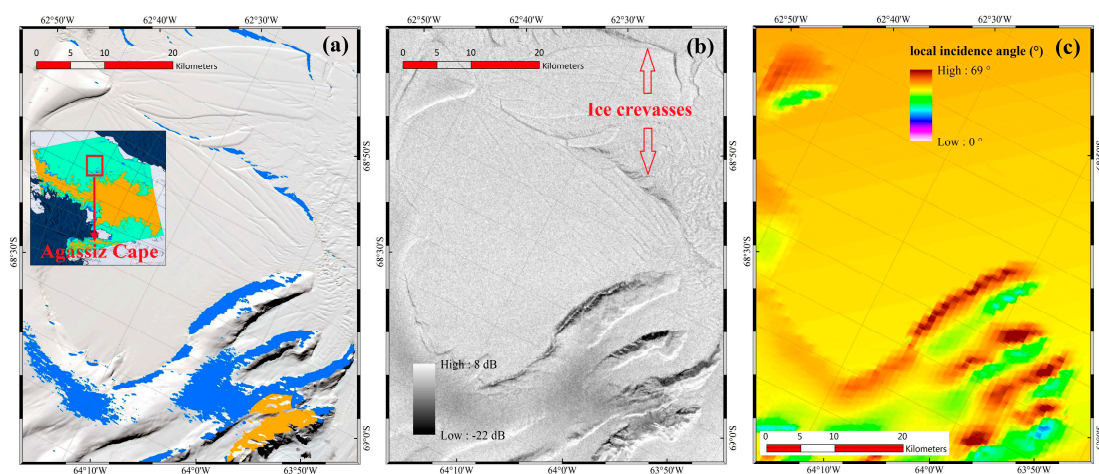 62°50'W 62°40'W 62°30'W
(a)
0 5 10 20
Kilometers
Agassiz Cape
68°50'S
68°30'S
69°0'S
64°10'W 64°0'W 63°50'W
62°50'W 62°40'W 62°30'W
(b)
0 5 10 20
Kilometers
Ice crevasses
High : 8 dB
Low : -22 dB
68°50'S
68°30'S
69°0'S
64°10'W 64°0'W 63°50'W
62°50'W 62°40'W 62°30'W
local incidence angle (°)
High : 69 °
Low : 0 °
(c)
68°30'S
0 5 10 20
Kilometers
64°10'W 64°0'W 63°50'W